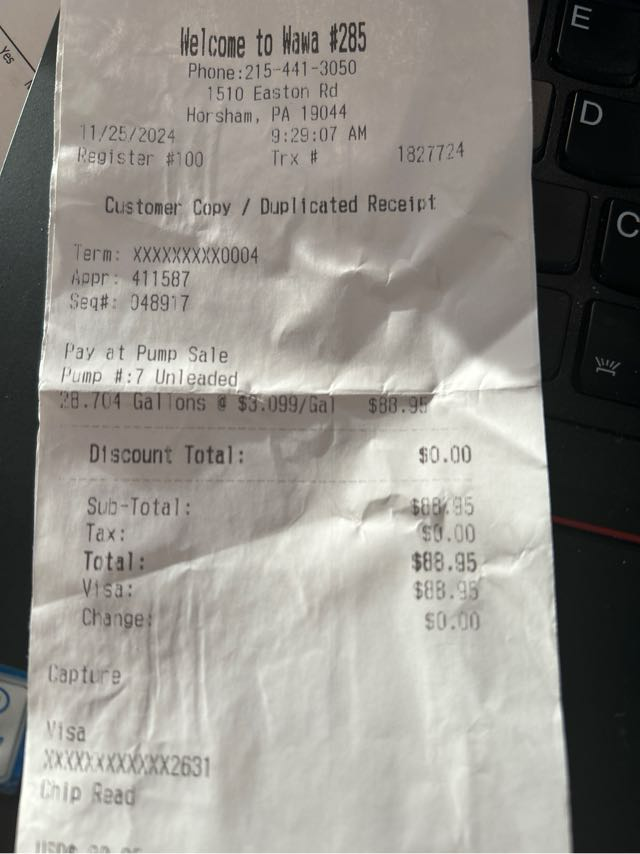 Yes
E
D
C
Welcome to Wawa #285
Phone:215-441-3050
1510 Easton Rd
Horsham, PA 19044
11/25/2024 9:29:07 AM
Register #100 Trx # 1827724
Customer Copy / Duplicated Receipt
Term: XXXXXXXXX0004
Appr: 411587
Seq#: 048917
Pay at Pump Sale
Pump #:7 Unleaded
28.704 Gallons @ $3.099/Gal $88.95
Discount Total: $0.00
Sub-Total: $88.95
Tax: $0.00
Total: $88.95
Visa: $88.95
Change: $0.00
Capture
Visa
XXXXXXXXXXXX2631
Chip Read